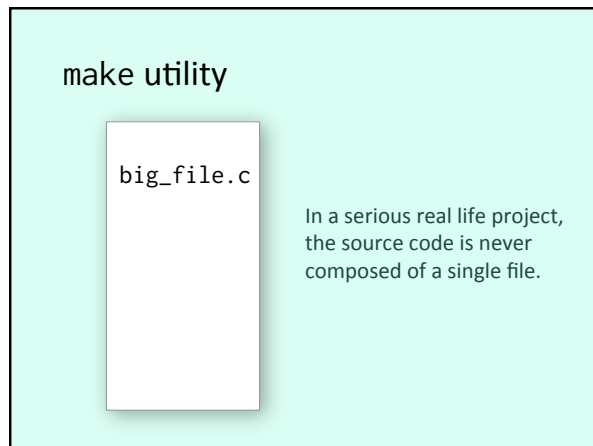 make utility
big_file.c
In a serious real life project,
the source code is never
composed of a single file.